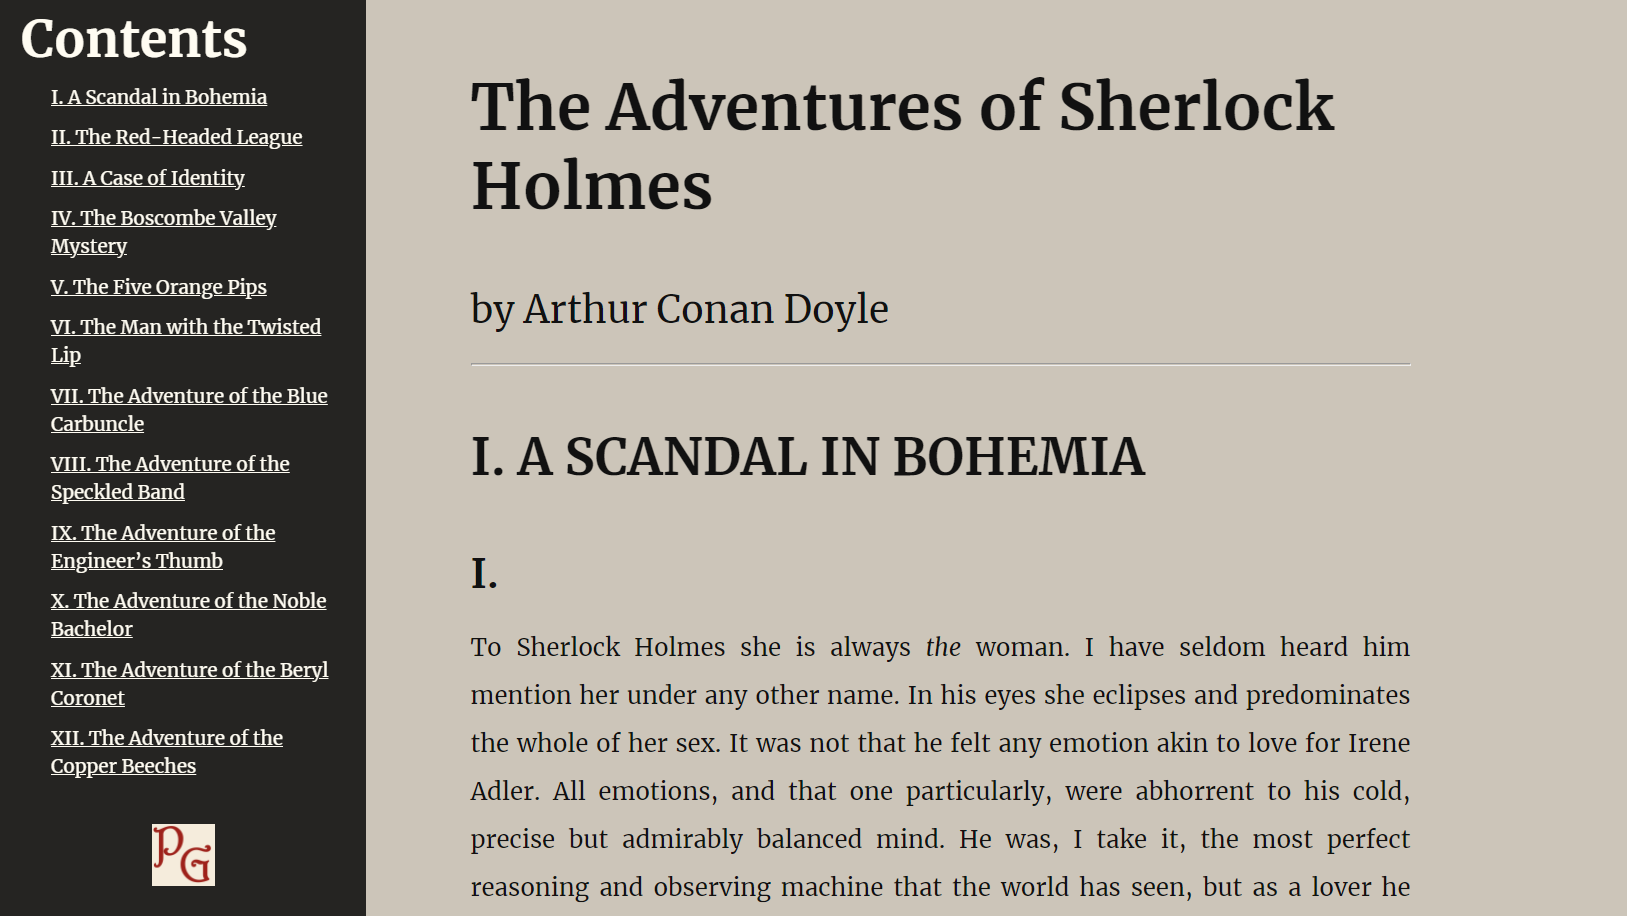 Contents
I. A Scandal in Bohemia
II. The Red-Headed League
III. A Case of Identity
IV. The Boscombe Valley
Mystery
V. The Five Orange Pips
VI. The Man with the Twisted
Lip
VII. The Adventure of the Blue
Carbuncle
VIII. The Adventure of the
Speckled Band
IX. The Adventure of the
Engineer’s Thumb
X. The Adventure of the Noble
Bachelor
XI. The Adventure of the Beryl
Coronet
XII. The Adventure of the
Copper Beeches
PG
The Adventures of Sherlock
Holmes
by Arthur Conan Doyle
I. A SCANDAL IN BOHEMIA
I.
To Sherlock Holmes she is always the woman. I have seldom heard him
mention her under any other name. In his eyes she eclipses and predominates
the whole of her sex. It was not that he felt any emotion akin to love for Irene
Adler. All emotions, and that one particularly, were abhorrent to his cold,
precise but admirably balanced mind. He was, I take it, the most perfect
reasoning and observing machine that the world has seen, but as a lover he